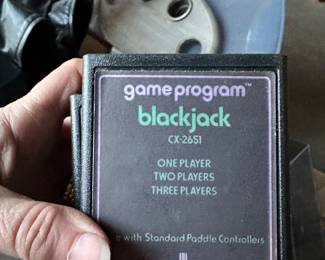 game program™
blackjack
CX-2651
ONE PLAYER
TWO PLAYERS
THREE PLAYERS
with Standard Paddle Controllers